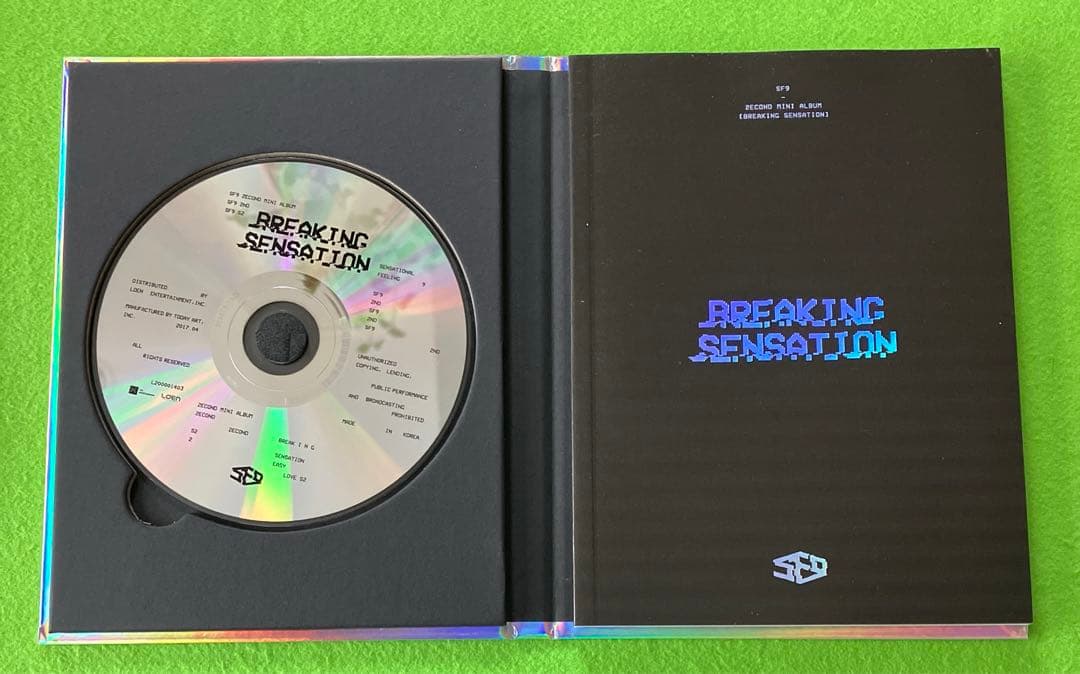 SF9 2ECOND MINI ALBUM
SF9 2ND
SF9 S2
BREAKING
SENSATION
SENSATIONAL
FEELING 9
SF9
2ND
SF9
2ND
SF9
2ND
UNAUTHORIZED
COPYING, LENDING,
PUBLIC PERFORMANCE
AND BROADCASTING
PROHIBITED
MADE IN KOREA
DISTRIBUTED BY
LOEN ENTERTAINMENT,INC.
MANUFACTURED BY TODAY ART,
INC. 2017.04
ALL
RIGHTS RESERVED
L200001403
LOEN
2ECOND MINI ALBUM
2ECOND
S2 2ECOND
2
BREAK I N G
SENSATION
EASY
LOVE S2
SF9
SF9
-
2ECOND MINI ALBUM
[BREAKING SENSATION]
BREAKING
SENSATION
SF9